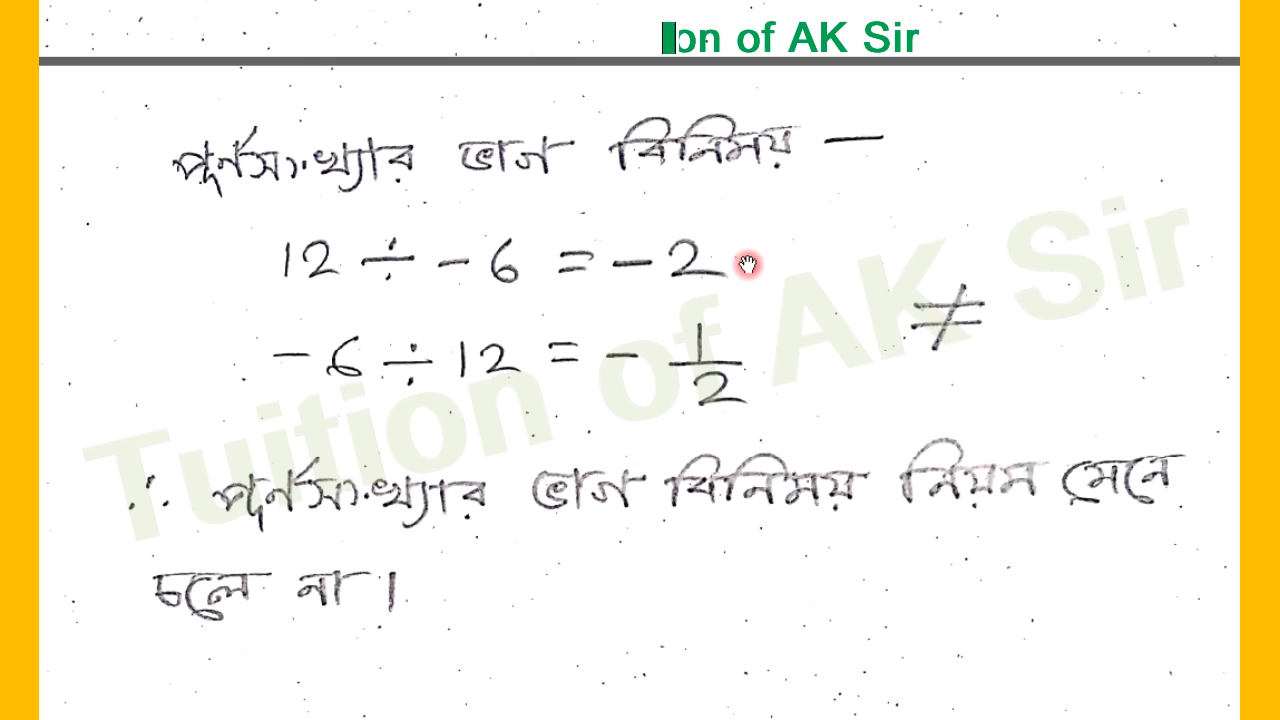 on of AK Sir
পূর্ণসংখ্যার ভাগ বিনিময় —
12 ÷ - 6 = - 2
≠
- 6 ÷ 12 = - 1/2
∴ পূর্ণসংখ্যার ভাগ বিনিময় নিয়ম মেনে
চলে না।
Tuition of AK Sir